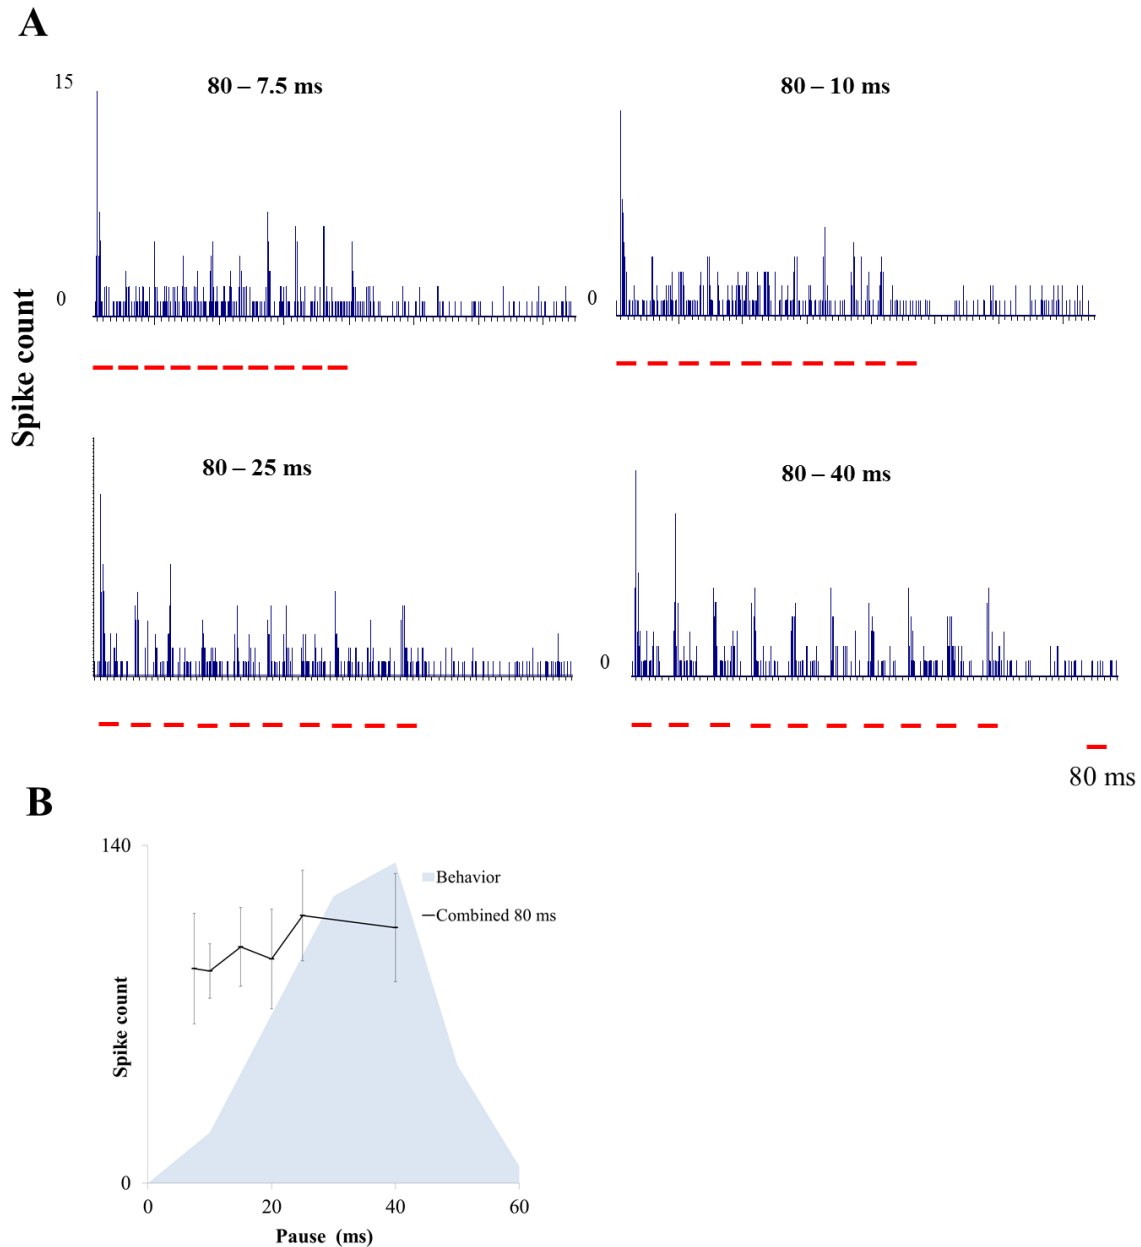 A
15
80 – 7.5 ms
80 – 10 ms
0
0
Spike count
80 – 25 ms
80 – 40 ms
0
80 ms
B
140
Behavior
Combined 80 ms
Spike count
0
0
20
40
60
Pause (ms)